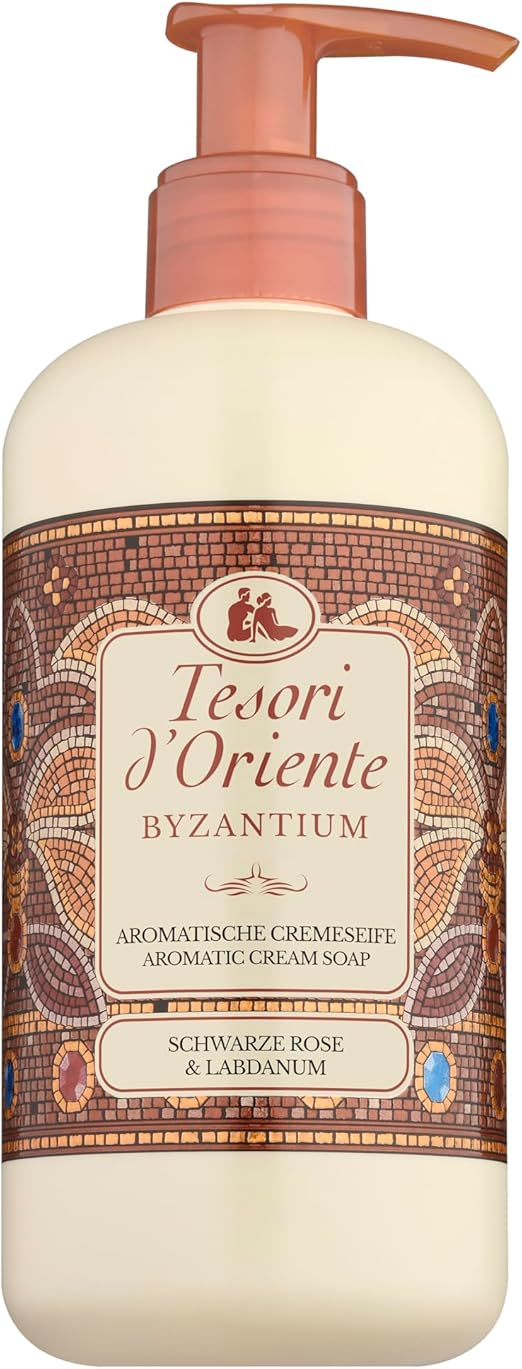 Tesori
d'Oriente
BYZANTIUM
AROMATISCHE CREMESEIFE
AROMATIC CREAM SOAP
SCHWARZE ROSE
& LABDANUM